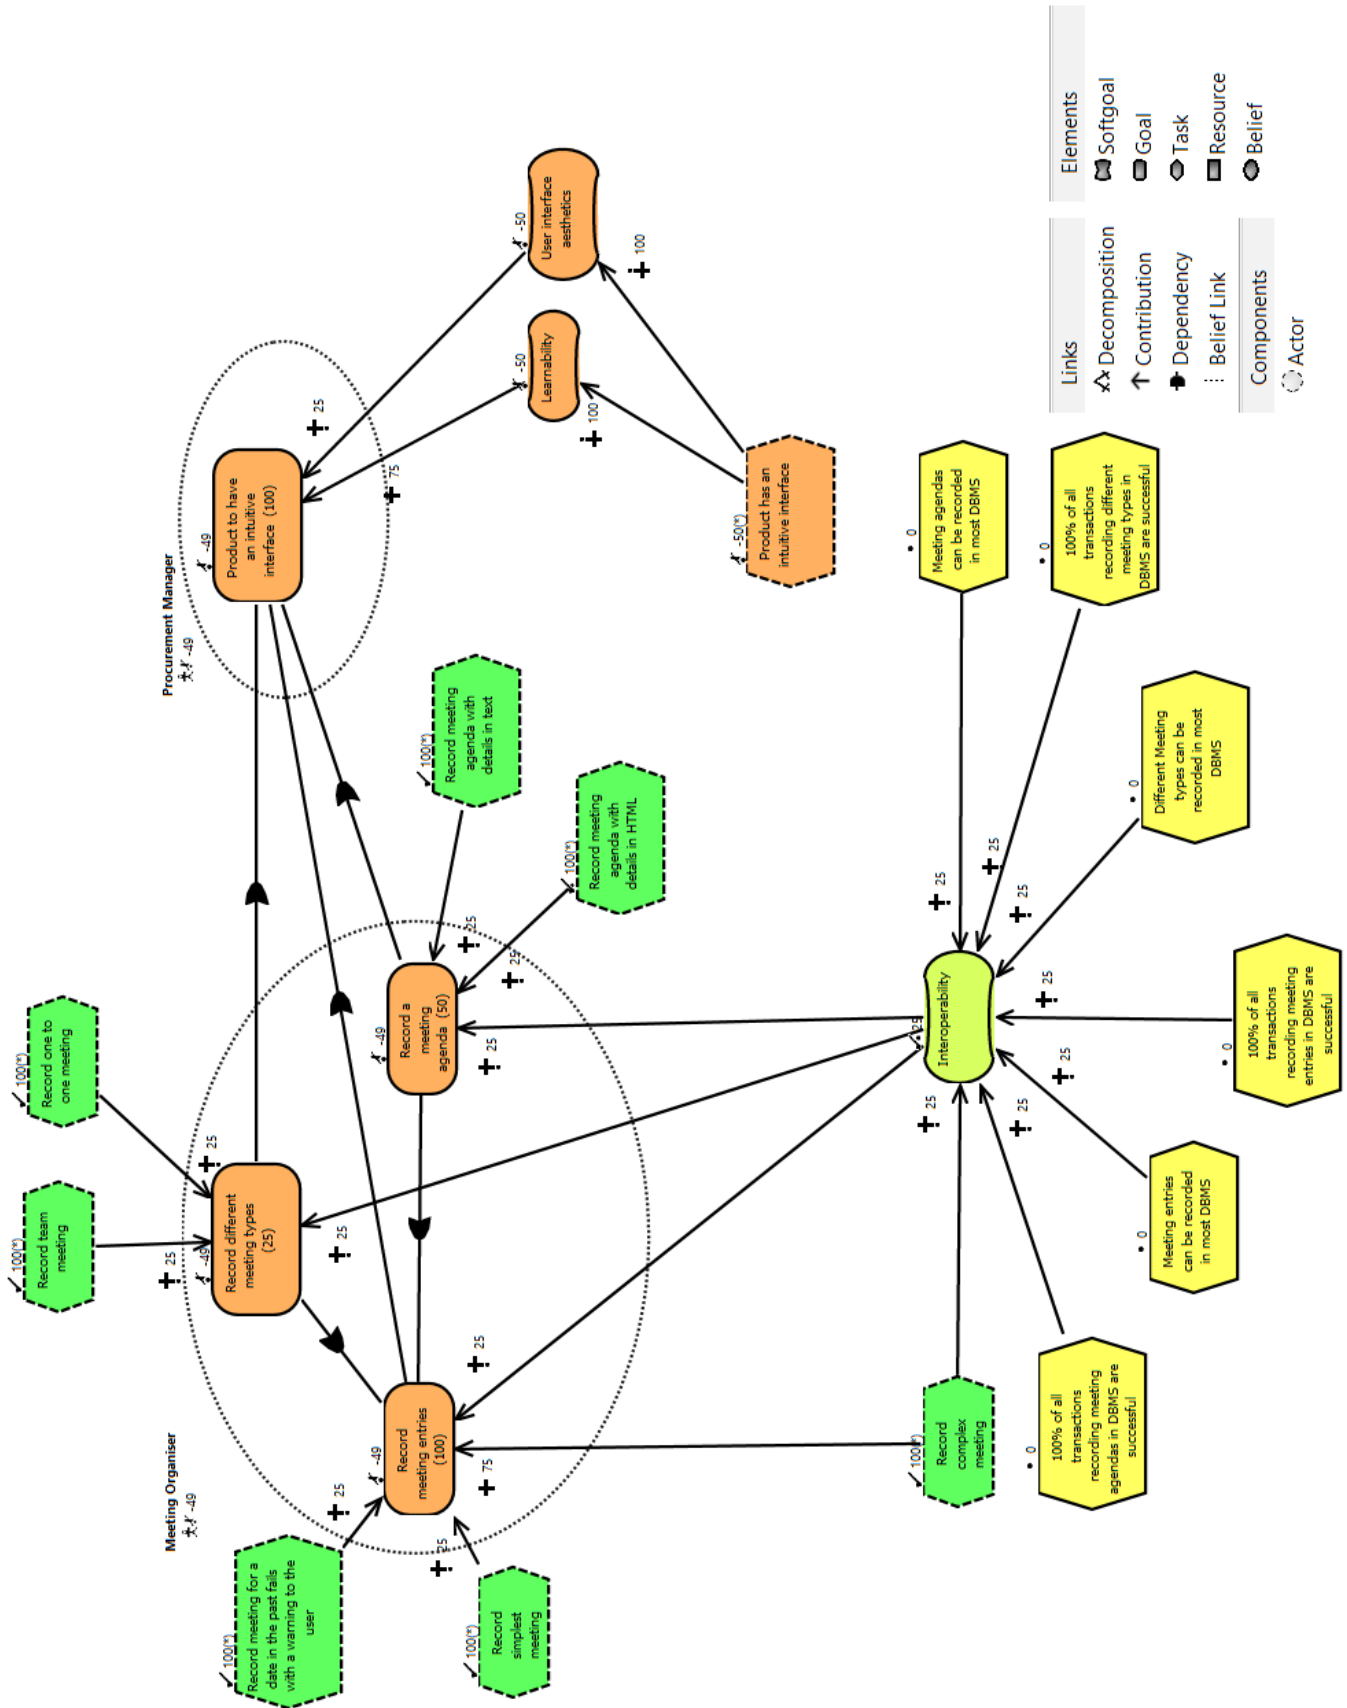 Meeting Organiser
-49
Procurement Manager
-49
100(*)
Record meeting for a
date in the past fails
with a warning to the
user
25
100(*)
Record
simplest
meeting
25
-49
Record
meeting entries
(100)
75
25
100(*)
Record team
meeting
25
100(*)
Record one to
one meeting
25
-49
Record different
meeting types
(25)
25
-49
Record a
meeting
agenda (50)
25
25
25
100(*)
Record meeting
agenda with
details in text
100(*)
Record meeting
agenda with
details in HTML
-49
Product to have
an intuitive
interface (100)
75
25
-50
Learnability
100
-50
User interface
aesthetics
100
-50(*)
Product has an
intuitive interface
25
Interoperability
25
25
25
25
25
25
25
100(*)
Record
complex
meeting
0
100% of all
transactions
recording meeting
agendas in DBMS are
successful
0
Meeting entries
can be recorded
in most DBMS
0
100% of all
transactions
recording meeting
entries in DBMS are
successful
0
Different Meeting
types can be
recorded in most
DBMS
0
100% of all
transactions
recording different
meeting types in
DBMS are successful
0
Meeting agendas
can be recorded
in most DBMS
Links
Decomposition
Contribution
Dependency
Belief Link
Components
Actor
Elements
Softgoal
Goal
Task
Resource
Belief